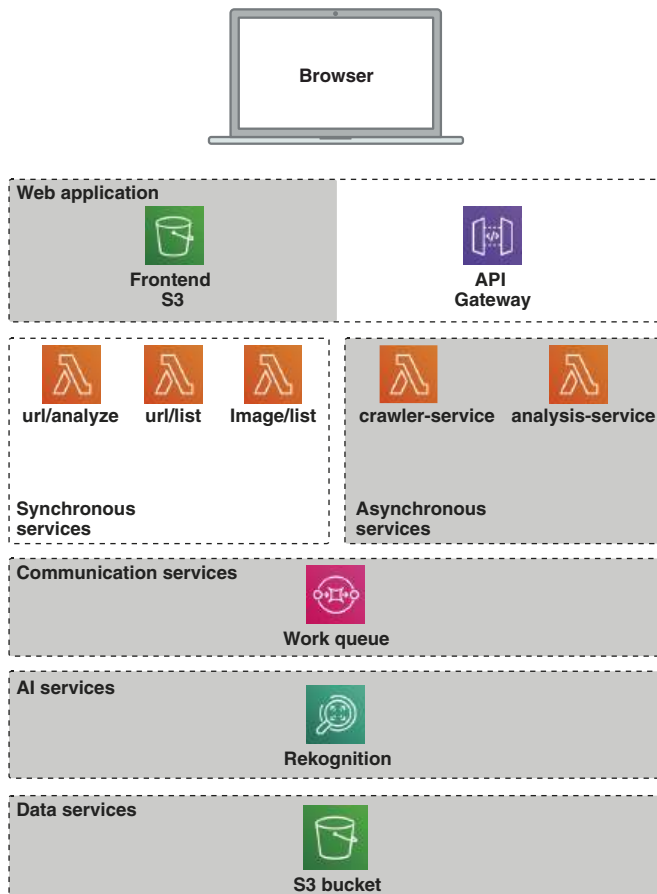 Browser
Web application
Frontend
S3
API
Gateway
url/analyze
url/list
Image/list
crawler-service
analysis-service
Synchronous
services
Asynchronous
services
Communication services
Work queue
AI services
Rekognition
Data services
S3 bucket